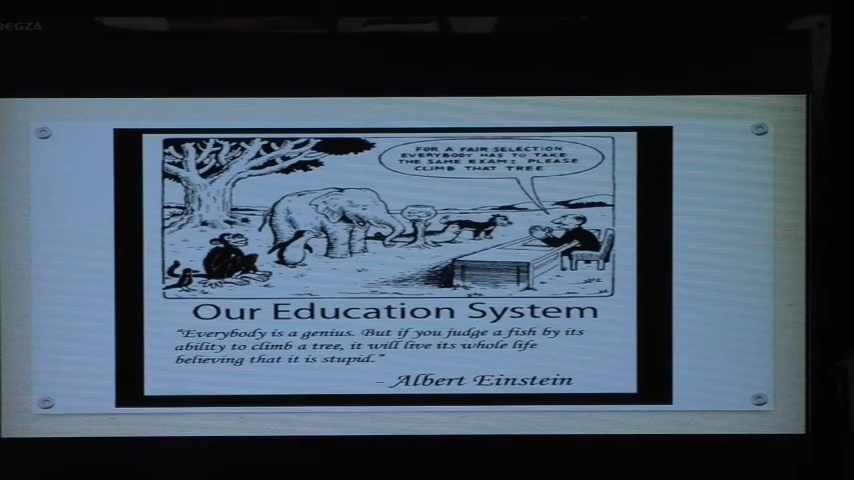 REGZA
FOR A FAIR SELECTION
EVERYBODY HAS TO TAKE
THE SAME EXAM: PLEASE
CLIMB THAT TREE
Our Education System
"Everybody is a genius. But if you judge a fish by its
ability to climb a tree, it will live its whole life
believing that it is stupid."
- Albert Einstein